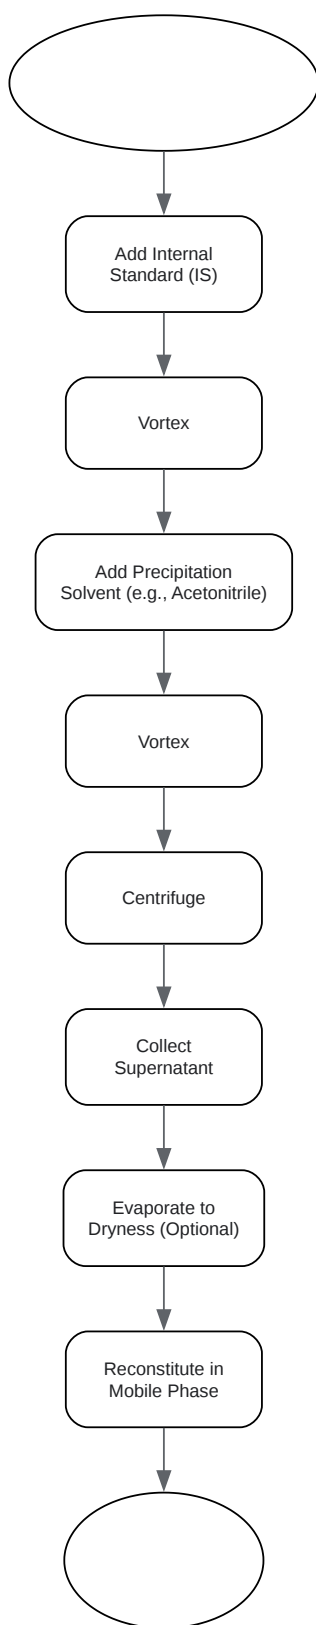 Add Internal
Standard (IS)
Vortex
Add Precipitation
Solvent (e.g., Acetonitrile)
Vortex
Centrifuge
Collect
Supernatant
Evaporate to
Dryness (Optional)
Reconstitute in
Mobile Phase